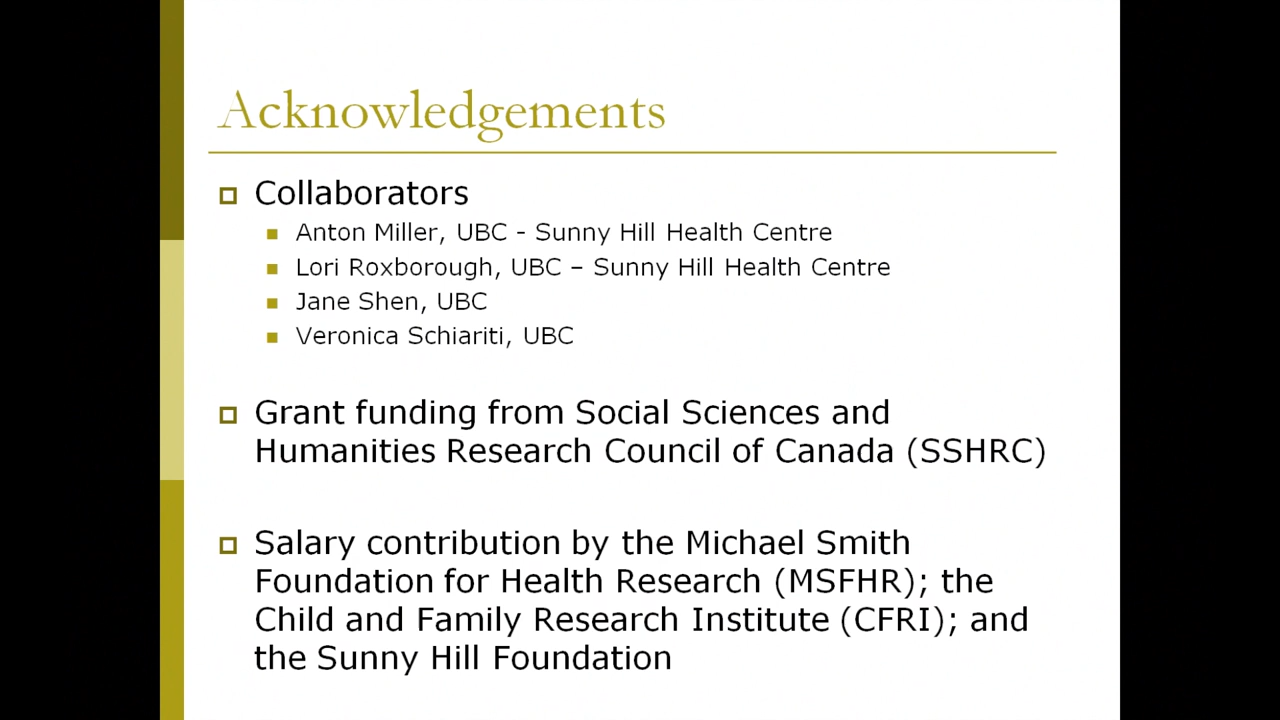 Acknowledgements
Collaborators
Anton Miller, UBC - Sunny Hill Health Centre
Lori Roxborough, UBC – Sunny Hill Health Centre
Jane Shen, UBC
Veronica Schiariti, UBC
Grant funding from Social Sciences and
Humanities Research Council of Canada (SSHRC)
Salary contribution by the Michael Smith
Foundation for Health Research (MSFHR); the
Child and Family Research Institute (CFRI); and
the Sunny Hill Foundation